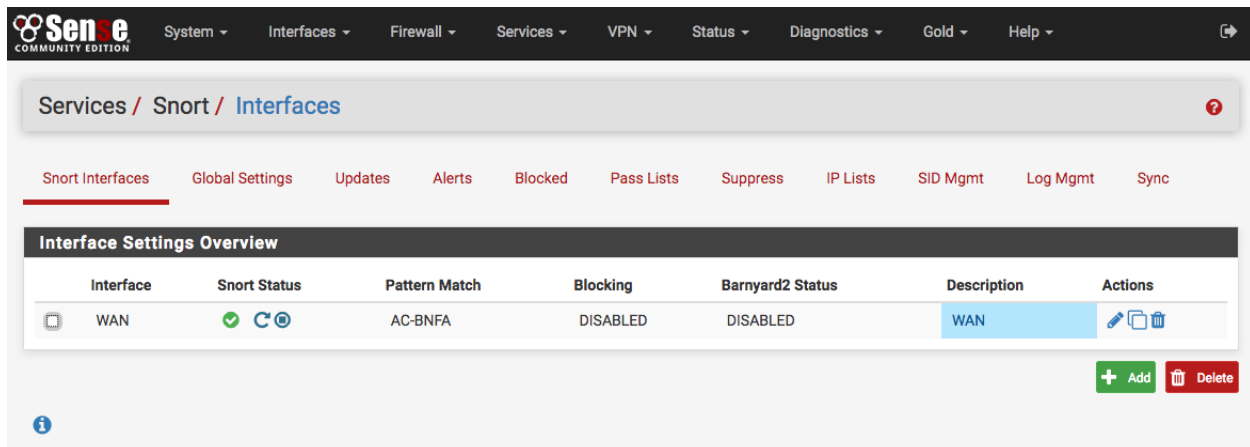 Sense
COMMUNITY EDITION
System Interfaces Firewall Services VPN Status Diagnostics Gold Help
Services / Snort / Interfaces
Snort Interfaces Global Settings Updates Alerts Blocked Pass Lists Suppress IP Lists SID Mgmt Log Mgmt Sync
Interface Settings Overview
Interface Snort Status Pattern Match Blocking Barnyard2 Status Description Actions
WAN AC-BNFA DISABLED DISABLED WAN
+ Add Delete